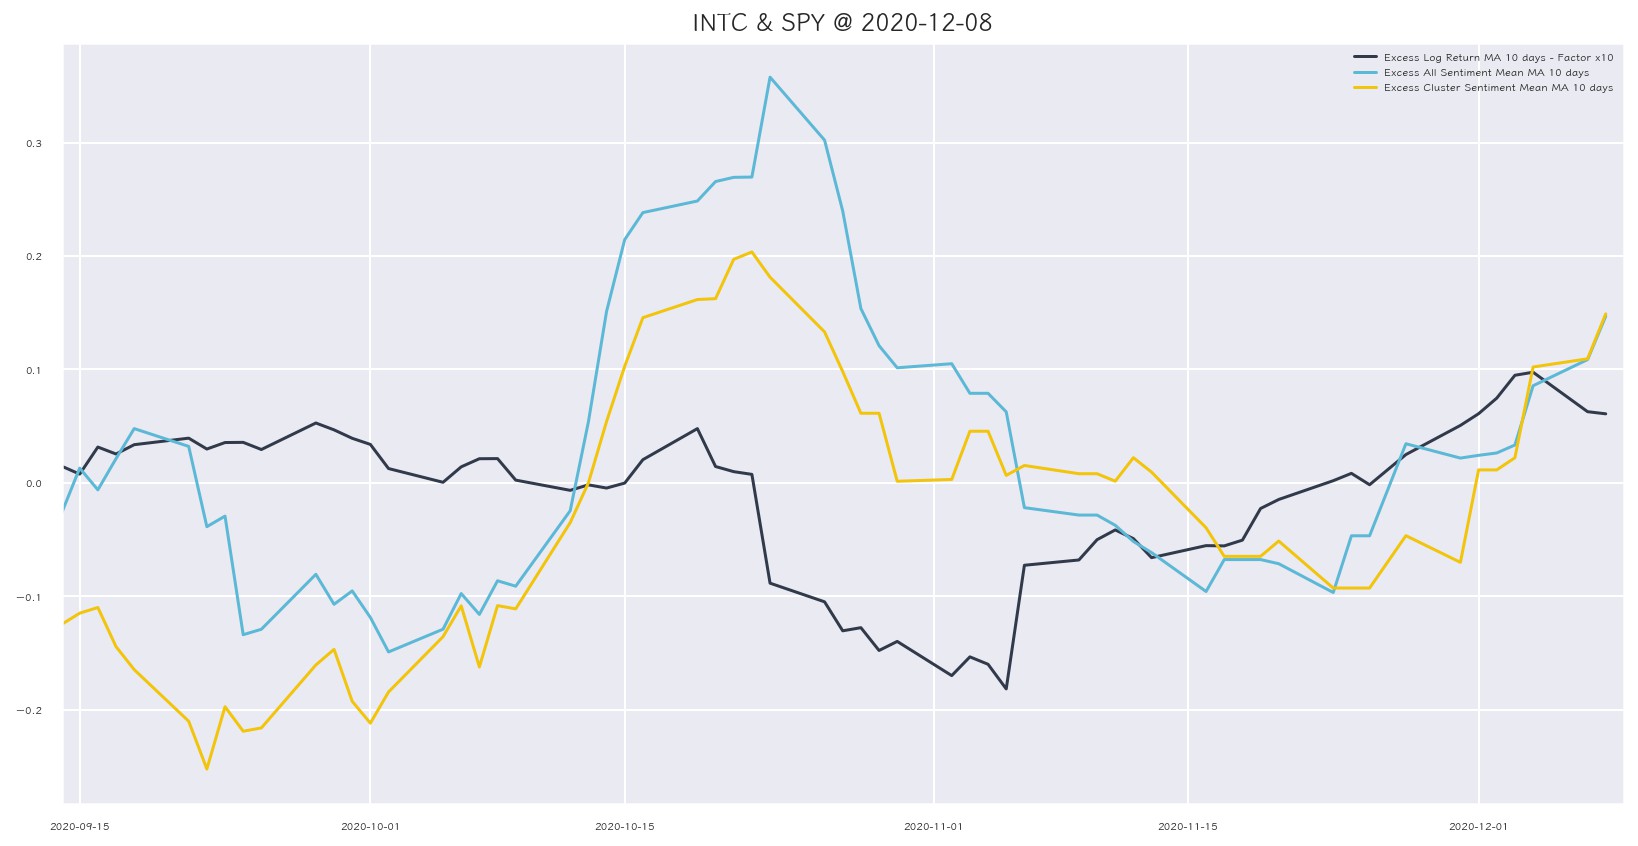 INTC & SPY @ 2020-12-08
Excess Log Return MA 10 days - Factor x10
Excess All Sentiment Mean MA 10 days
Excess Cluster Sentiment Mean MA 10 days
0.3
0.2
0.1
0.0
−0.1
−0.2
2020-09-15 2020-10-01 2020-10-15 2020-11-01 2020-11-15 2020-12-01